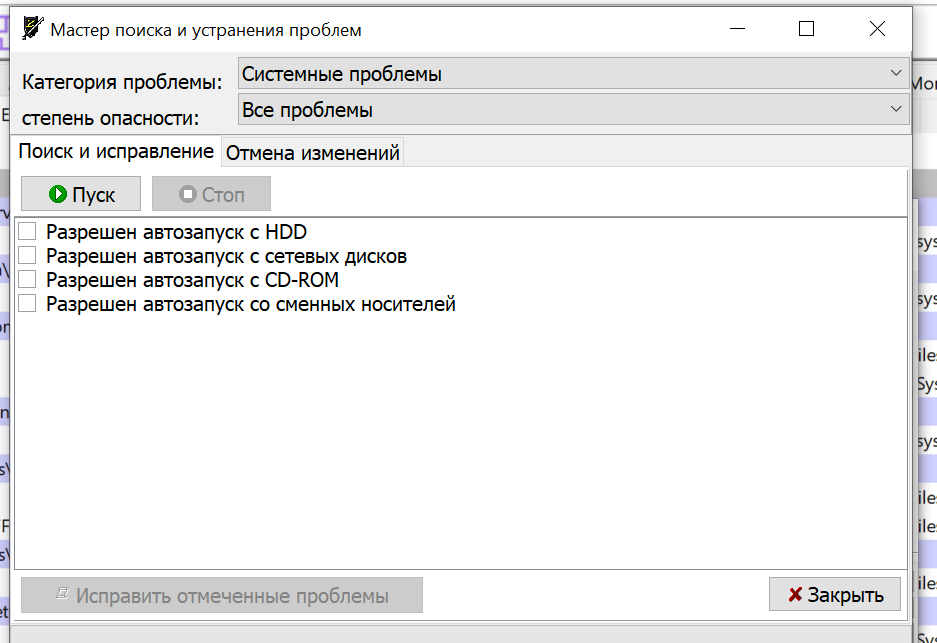 Мастер поиска и устранения проблем
Категория проблемы:
Системные проблемы
степень опасности:
Все проблемы
Поиск и исправление
Отмена изменений
Пуск
Стоп
Разрешен автозапуск с HDD
Разрешен автозапуск с сетевых дисков
Разрешен автозапуск с CD-ROM
Разрешен автозапуск со сменных носителей
Исправить отмеченные проблемы
Закрыть